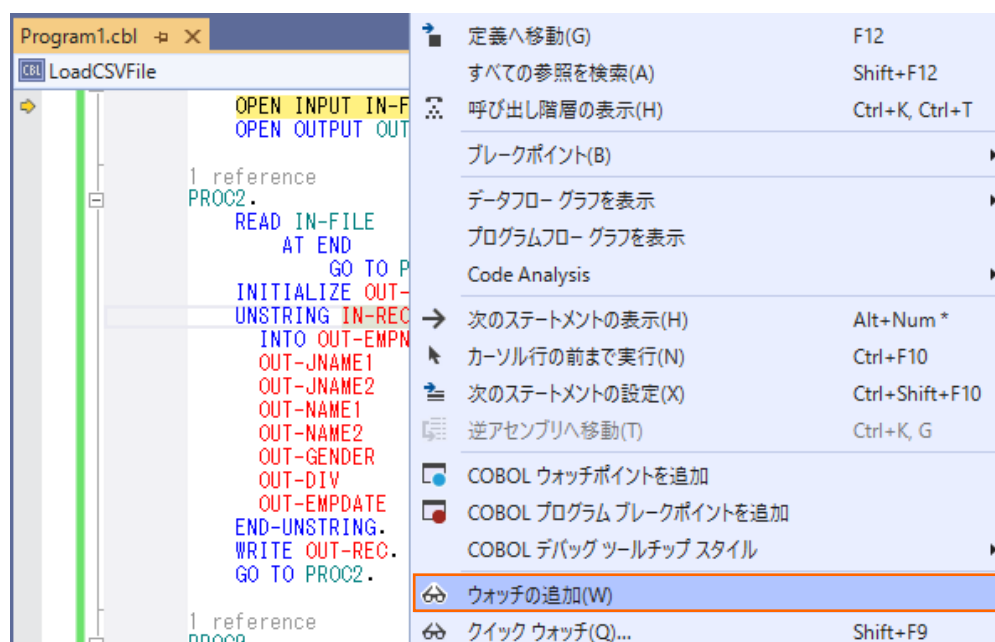 Program1.cbl
LoadCSVFile
OPEN INPUT IN-F
OPEN OUTPUT OUT
1 reference
PROC2.
READ IN-FILE
AT END
GO TO P
INITIALIZE OUT-
UNSTRING IN-REC
INTO OUT-EMPN
OUT-JNAME1
OUT-JNAME2
OUT-NAME1
OUT-NAME2
OUT-GENDER
OUT-DIV
OUT-EMPDATE
END-UNSTRING.
WRITE OUT-REC.
GO TO PROC2.
1 reference
定義へ移動(G) F12
すべての参照を検索(A) Shift+F12
呼び出し階層の表示(H) Ctrl+K, Ctrl+T
ブレークポイント(B)
データフロー グラフを表示
プログラムフロー グラフを表示
Code Analysis
次のステートメントの表示(H) Alt+Num *
カーソル行の前まで実行(N) Ctrl+F10
次のステートメントの設定(X) Ctrl+Shift+F10
逆アセンブリへ移動(T) Ctrl+K, G
COBOL ウォッチポイントを追加
COBOL プログラム ブレークポイントを追加
COBOL デバッグ ツールチップ スタイル
ウォッチの追加(W)
クイック ウォッチ(Q)... Shift+F9